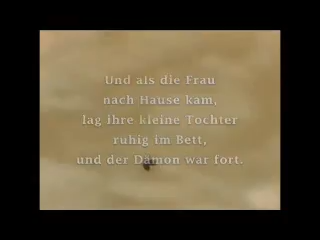 Und als die Frau
nach Hause kam,
lag ihre kleine Tochter
ruhig im Bett,
und der Dämon war fort.